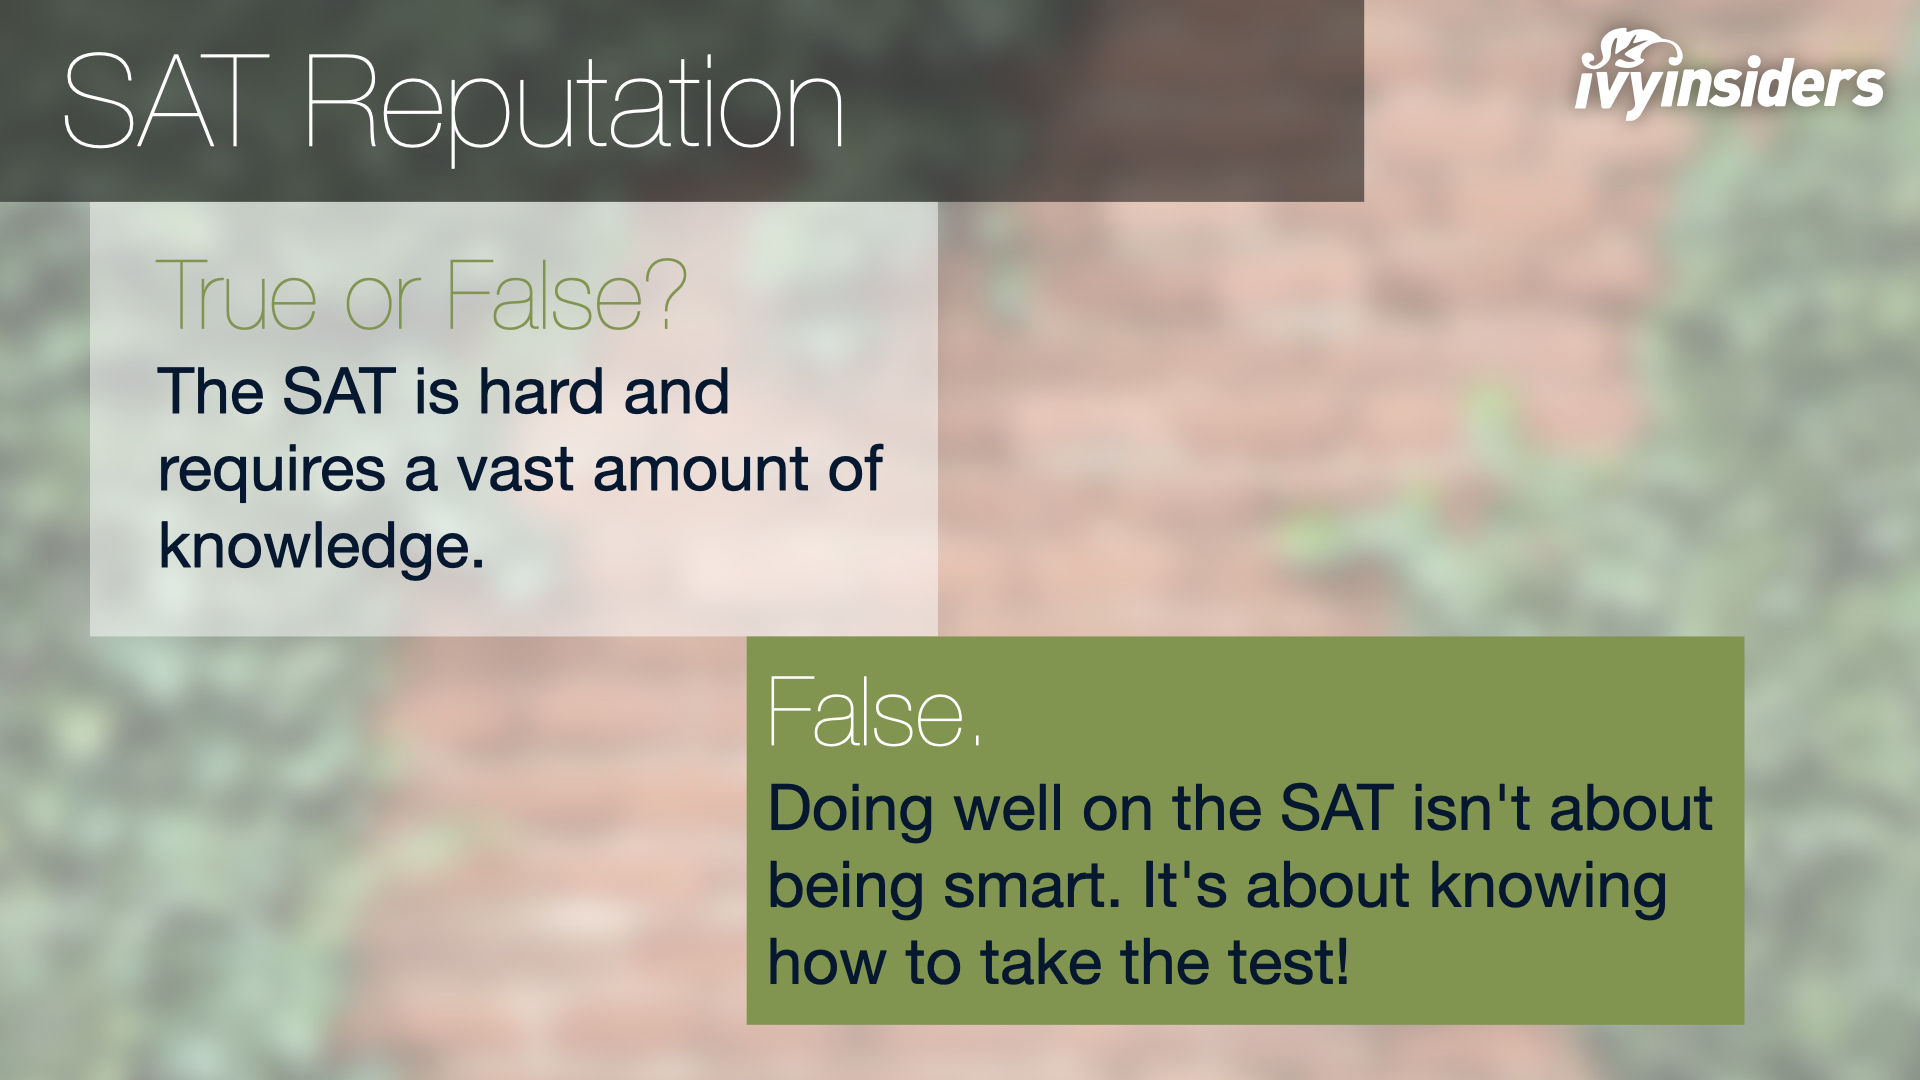 SAT Reputation
ivyinsiders
True or False?
The SAT is hard and
requires a vast amount of
knowledge.
False.
Doing well on the SAT isn't about
being smart. It's about knowing
how to take the test!